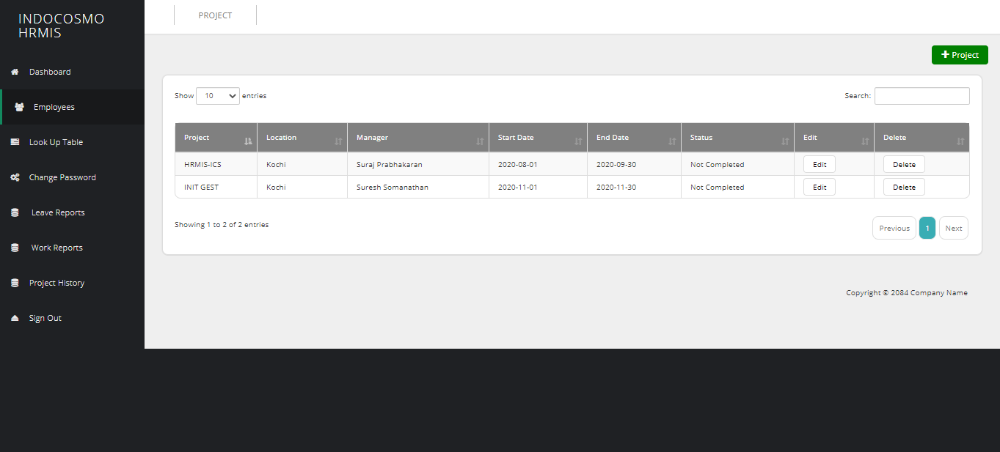 INDOCOSMO
HRMIS
PROJECT
Project
Dashboard
Employees
Look Up Table
Change Password
Leave Reports
Work Reports
Project History
Sign Out
Show 10 entries Search:
Project Location Manager Start Date End Date Status Edit Delete
HRMIS-ICS Kochi Suraj Prabhakaran 2020-08-01 2020-09-30 Not Completed Edit Delete
INIT GEST Kochi Suresh Somanathan 2020-11-01 2020-11-30 Not Completed Edit Delete
Showing 1 to 2 of 2 entries Previous 1 Next
Copyright © 2084 Company Name